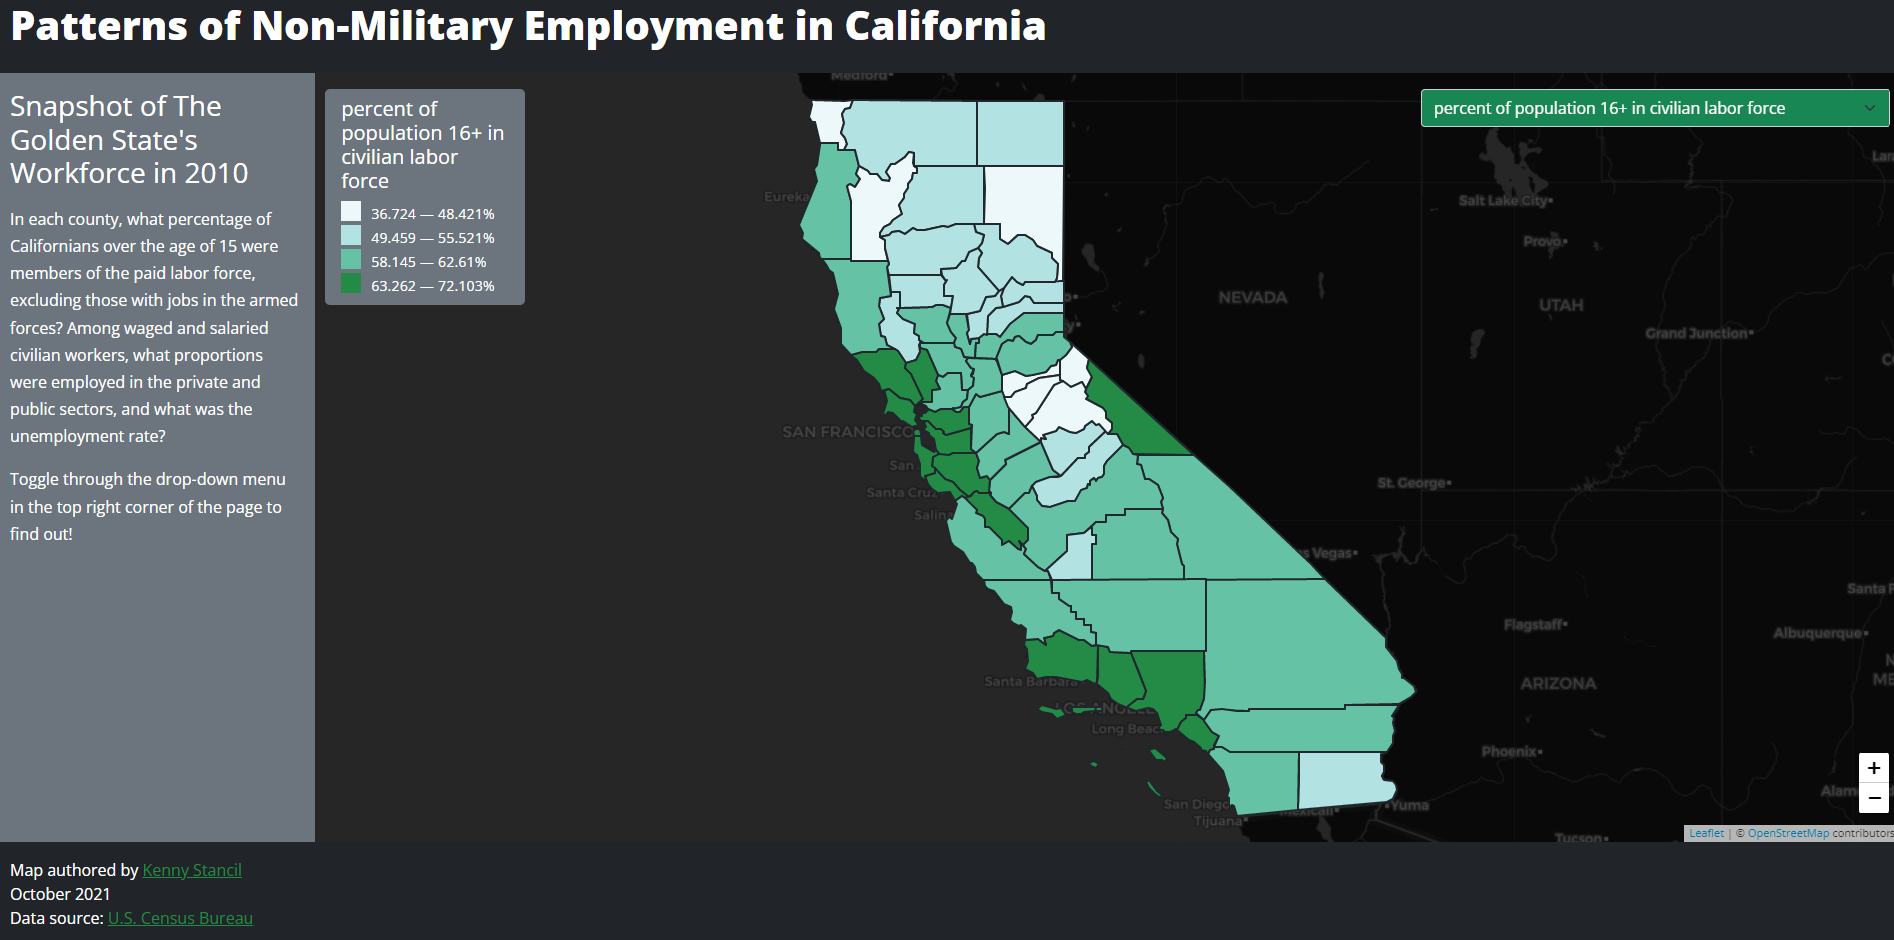 Patterns of Non-Military Employment in California
Snapshot of The
Golden State's
Workforce in 2010
In each county, what percentage of
Californians over the age of 15 were
members of the paid labor force,
excluding those with jobs in the armed
forces? Among waged and salaried
civilian workers, what proportions
were employed in the private and
public sectors, and what was the
unemployment rate?
Toggle through the drop-down menu
in the top right corner of the page to
find out!
percent of
population 16+ in
civilian labor
force
36.724 — 48.421%
49.459 — 55.521%
58.145 — 62.61%
63.262 — 72.103%
percent of population 16+ in civilian labor force
Medford
Eureka
Salt Lake City
Provo
NEVADA
UTAH
Grand Junction
SAN FRANCISCO
San
Santa Cruz
St. George
Vegas
Santa
Flagstaff
Albuquerque
ARIZONA
Santa Barbara
LOS ANGELE
Long Beac
Phoenix
San Diego
Tijuana
Mexicali
Yuma
Tucson
+
−
Leaflet | © OpenStreetMap contributors
Map authored by Kenny Stancil
October 2021
Data source: U.S. Census Bureau